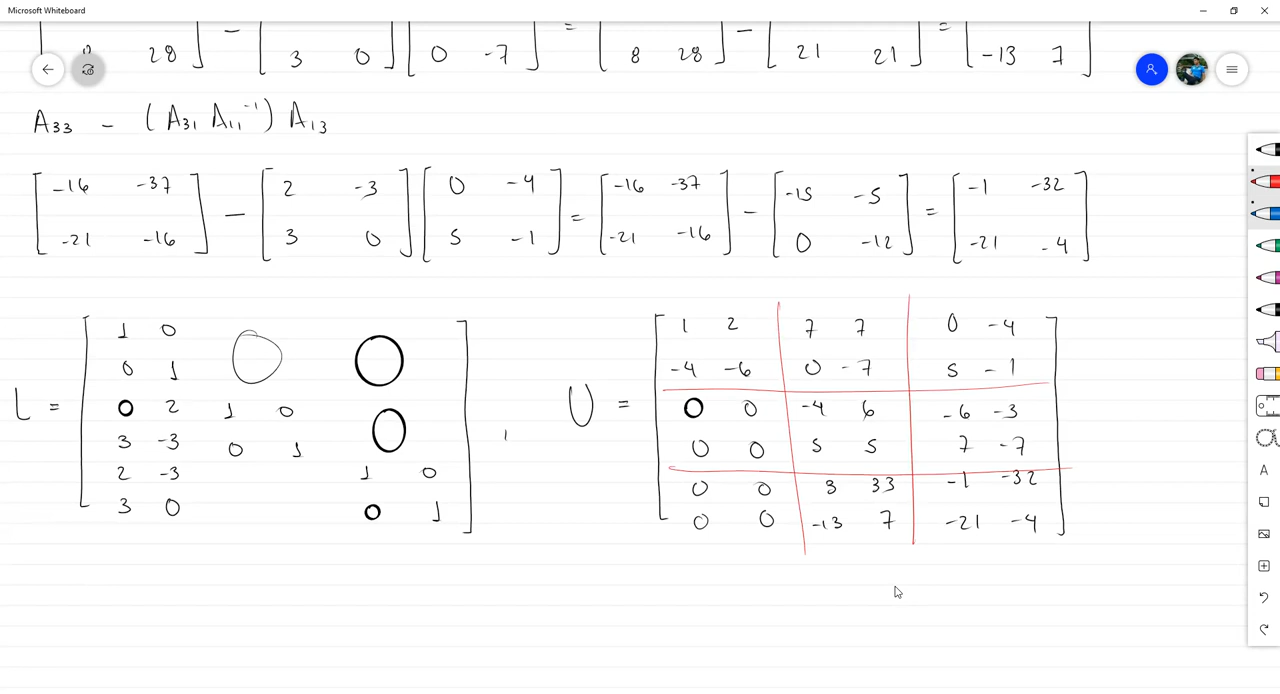 Microsoft Whiteboard
28 - 3 0 0 -7 = 8 28 - 21 21 = -13 7
A33 - (A31 A11^-1) A13
-16 -37 2 -3 0 -4 -16 -37 -15 -5 -1 -32
- = - =
-21 -16 3 0 5 -1 -21 -16 0 -12 -21 -4
1 0
0 1
L = 0 2 1 0
3 -3 0 1
2 -3 1 0
3 0 0 1
,
1 2 7 7 0 -4
-4 -6 0 -7 5 -1
U = 0 0 -4 6 -6 -3
0 0 5 5 7 -7
0 0 3 33 -1 -32
0 0 -13 7 -21 -4
A